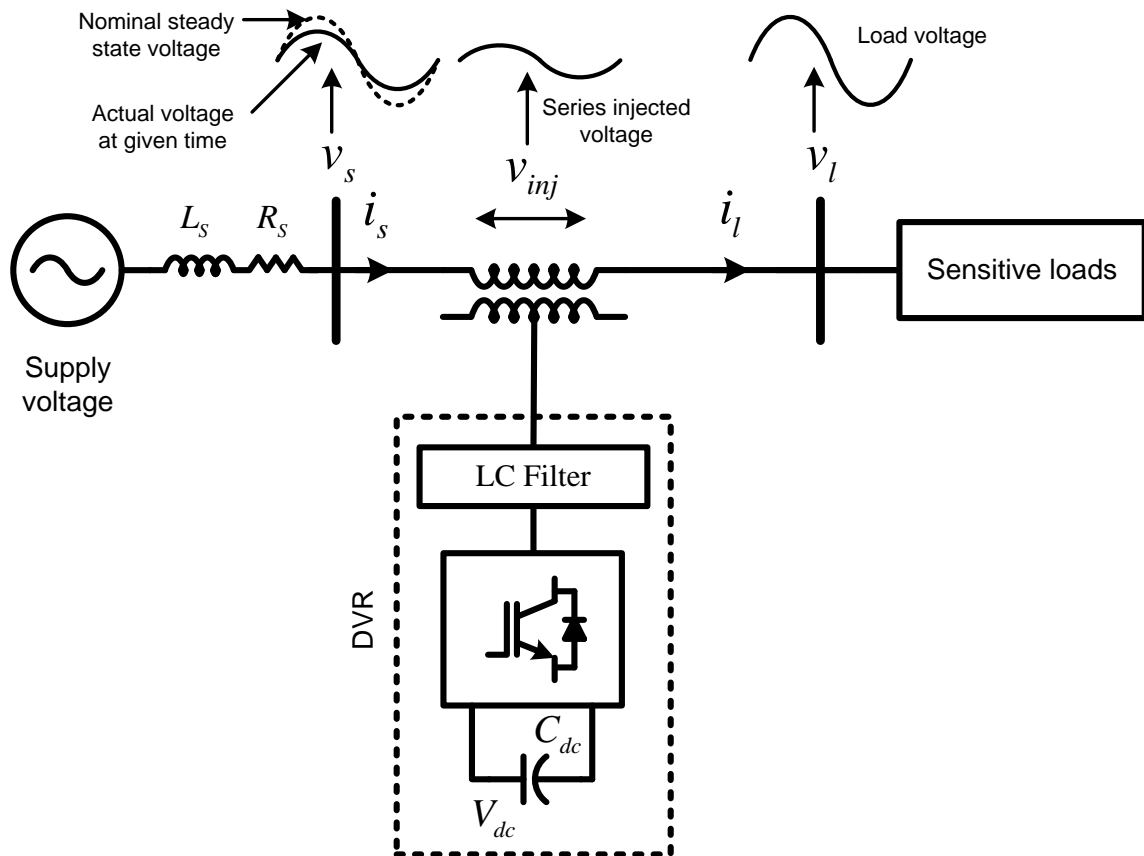 Nominal steady
state voltage
Actual voltage
at given time
Series injected
voltage
Load voltage
v_s
v_inj
v_l
L_S
R_S
i_s
i_l
Supply
voltage
Sensitive loads
LC Filter
DVR
C_dc
V_dc